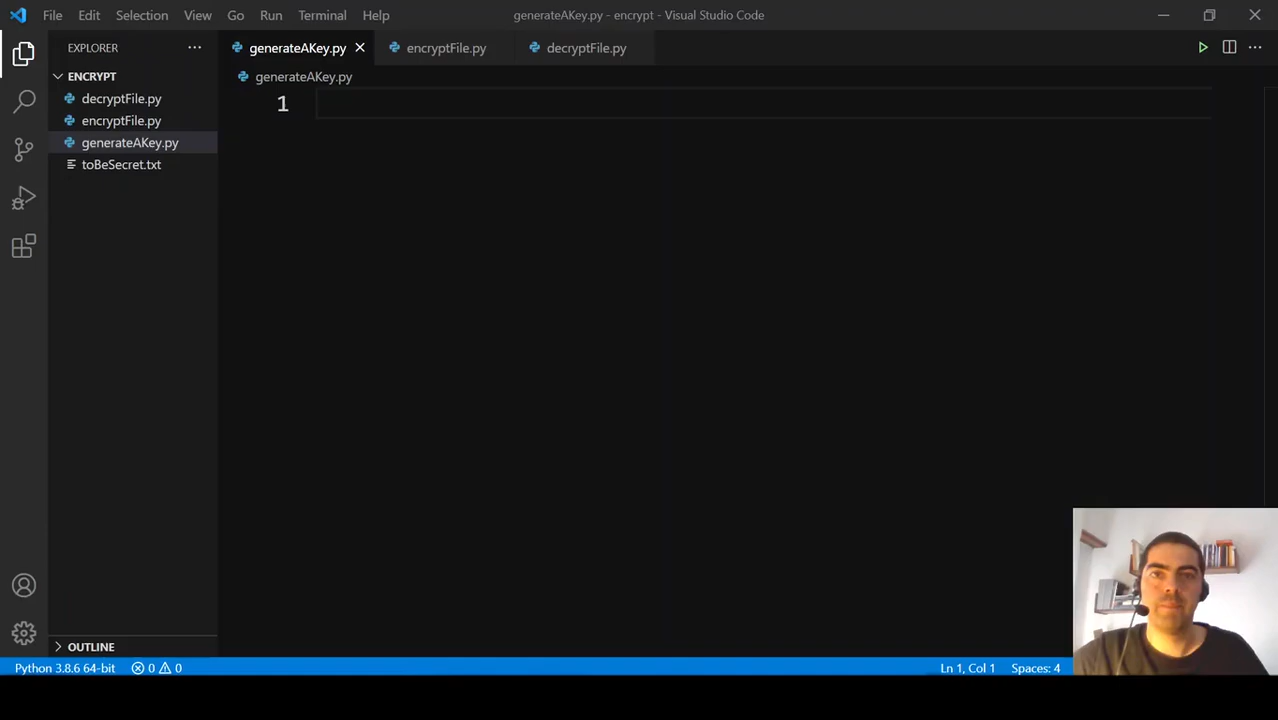 File Edit Selection View Go Run Terminal Help
generateAKey.py - encrypt - Visual Studio Code
EXPLORER
ENCRYPT
decryptFile.py
encryptFile.py
generateAKey.py
toBeSecret.txt
OUTLINE
generateAKey.py encryptFile.py decryptFile.py
generateAKey.py
1
Python 3.8.6 64-bit 0 0 Ln 1, Col 1 Spaces: 4